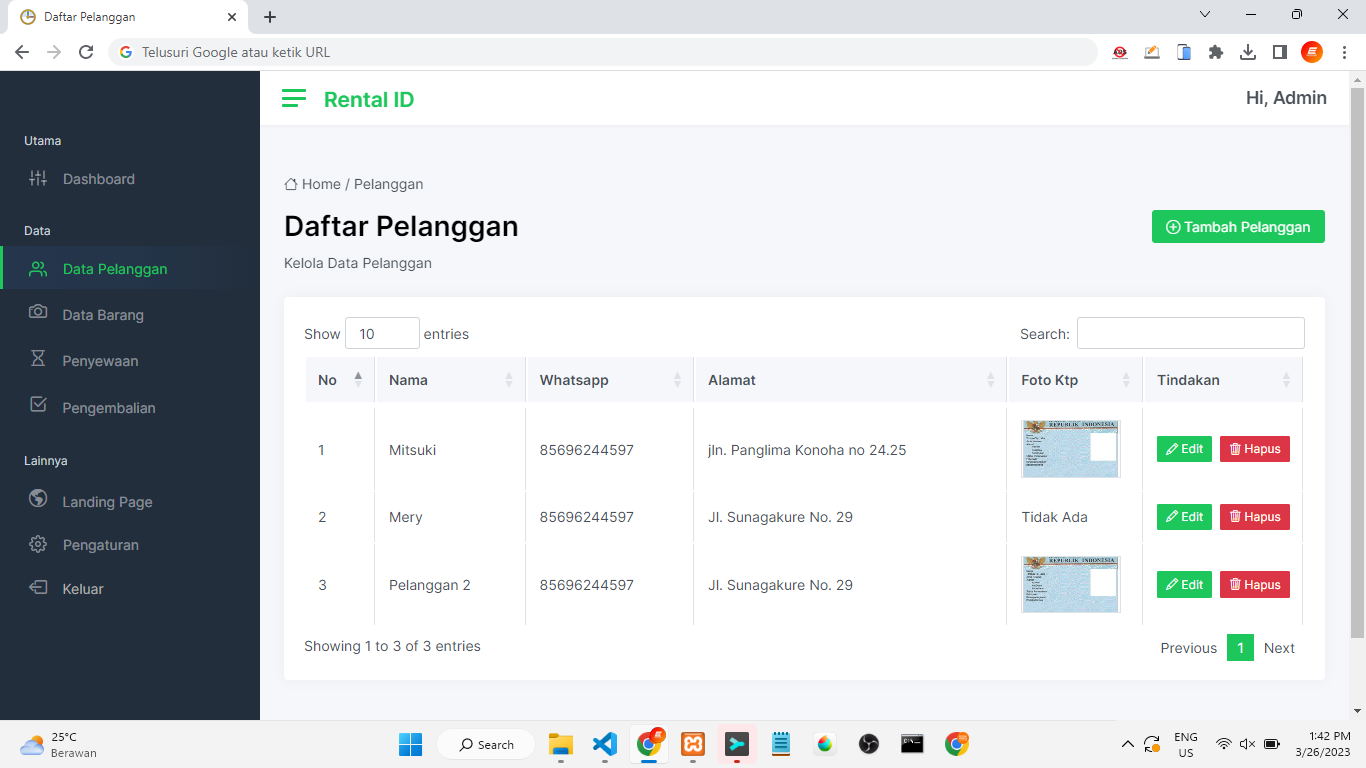 Daftar Pelanggan
Telusuri Google atau ketik URL
Rental ID
Hi, Admin
Utama
Dashboard
Data
Data Pelanggan
Data Barang
Penyewaan
Pengembalian
Lainnya
Landing Page
Pengaturan
Keluar
Home / Pelanggan
Daftar Pelanggan
Tambah Pelanggan
Kelola Data Pelanggan
Show 10 entries Search:
No Nama Whatsapp Alamat Foto Ktp Tindakan
REPUBLIK INDONESIA
1 Mitsuki 85696244597 jln. Panglima Konoha no 24.25 Edit Hapus
2 Mery 85696244597 Jl. Sunagakure No. 29 Tidak Ada Edit Hapus
REPUBLIK INDONESIA
3 Pelanggan 2 85696244597 Jl. Sunagakure No. 29 Edit Hapus
Showing 1 to 3 of 3 entries Previous 1 Next
25°C
Berawan
Search
ENG
US
1:42 PM
3/26/2023